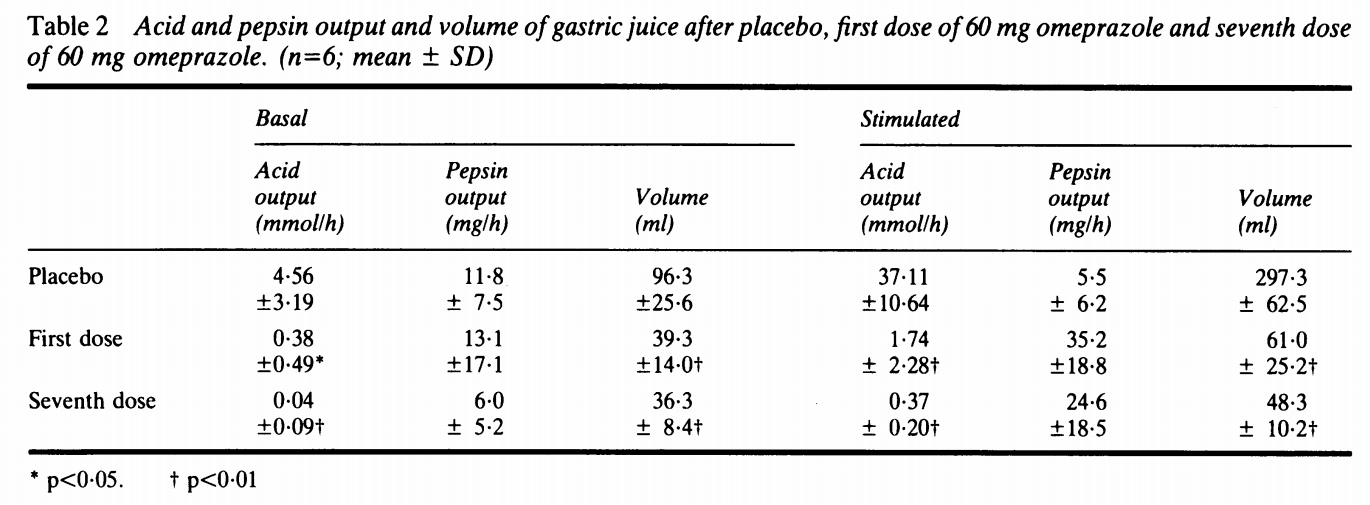 Table 2 Acid and pepsin output and volume of gastric juice after placebo, first dose of 60 mg omeprazole and seventh dose
of 60 mg omeprazole. (n=6; mean ± SD)
Basal Stimulated
Acid Pepsin Acid Pepsin
output output Volume output output Volume
(mmol/h) (mg/h) (ml) (mmol/h) (mg/h) (ml)
Placebo 4·56 11·8 96·3 37·11 5·5 297·3
±3·19 ± 7·5 ±25·6 ±10·64 ± 6·2 ± 62·5
First dose 0·38 13·1 39·3 1·74 35·2 61·0
±0·49* ±17·1 ±14·0† ± 2·28† ±18·8 ± 25·2†
Seventh dose 0·04 6·0 36·3 0·37 24·6 48·3
±0·09† ± 5·2 ± 8·4† ± 0·20† ±18·5 ± 10·2†
* p<0·05. † p<0·01